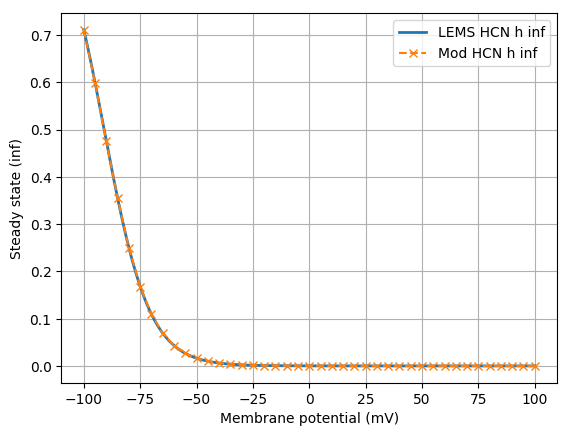 LEMS HCN h inf
Mod HCN h inf
Steady state (inf)
0.7
0.6
0.5
0.4
0.3
0.2
0.1
0.0
−100 −75 −50 −25 0 25 50 75 100
Membrane potential (mV)